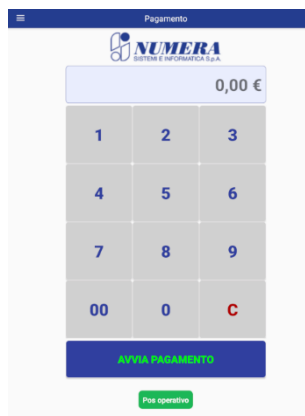 Pagamento
NUMERA
SISTEMI E INFORMATICA S.p.A.
0,00 €
1 2 3
4 5 6
7 8 9
00 0 C
AVVIA PAGAMENTO
Pos operativo